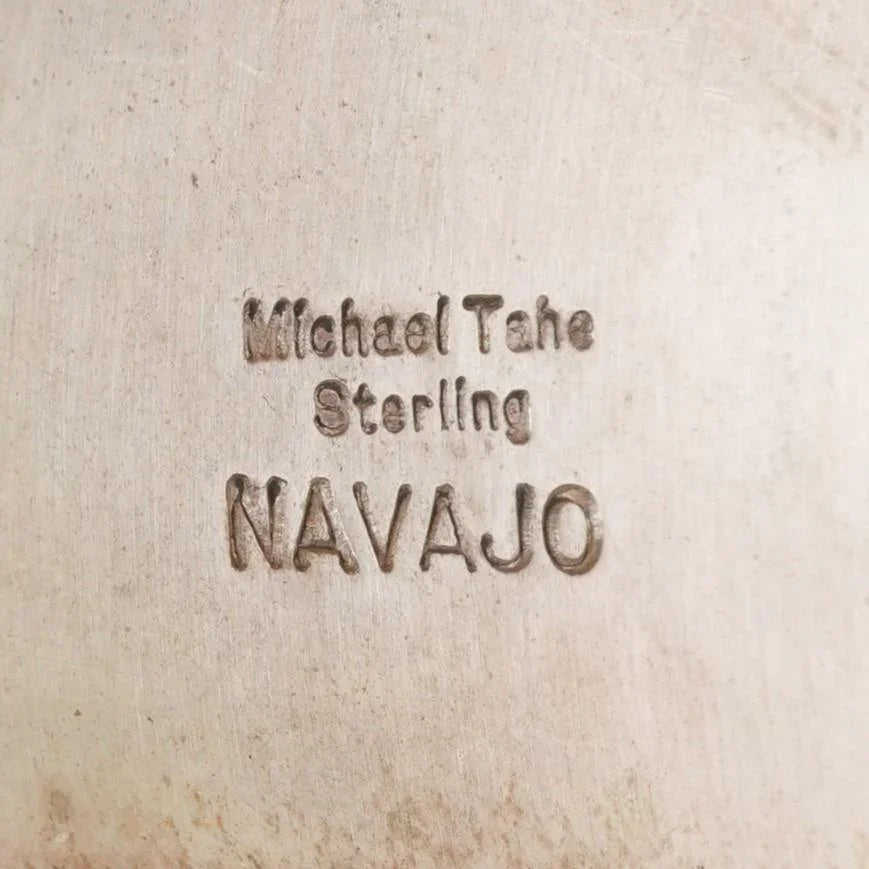 Michael Tahe
Sterling
NAVAJO